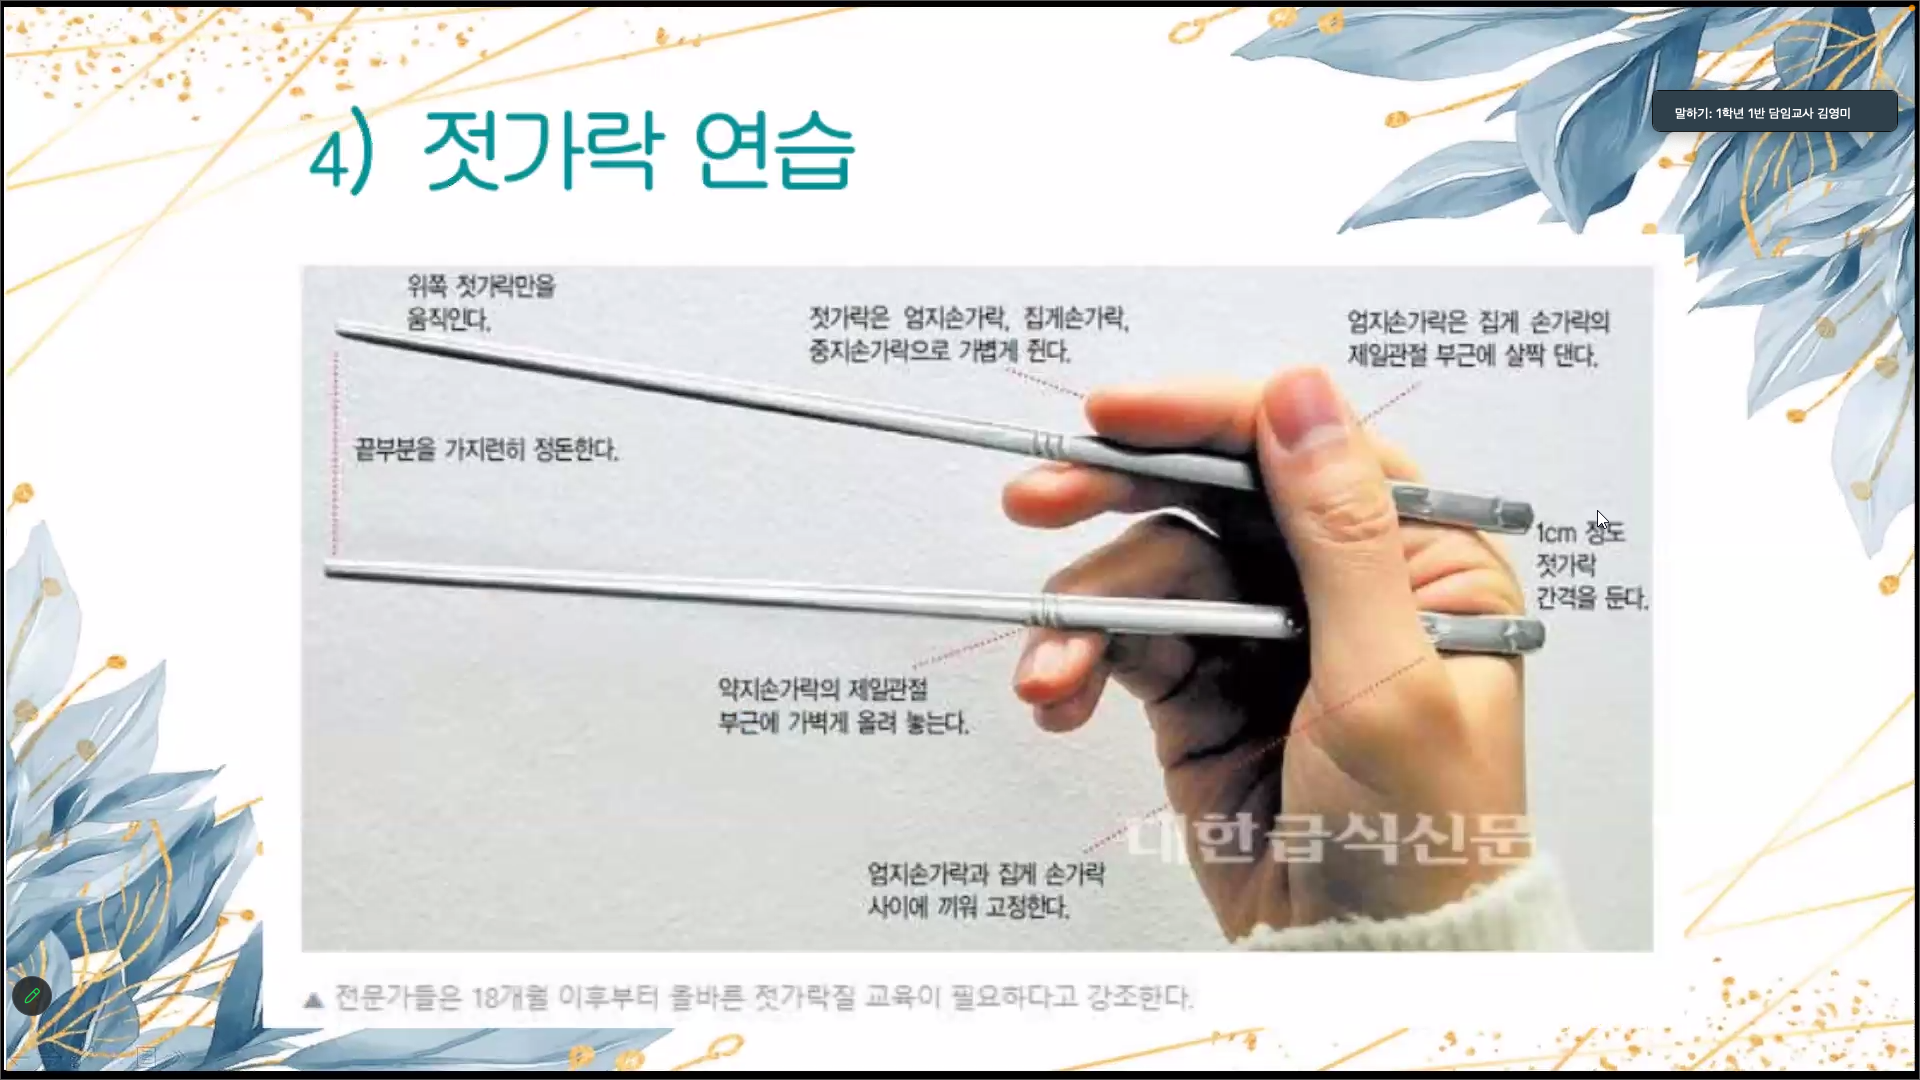 말하기: 1학년 1반 담임교사 김영미
4) 젓가락 연습
위쪽 젓가락만을
움직인다.
젓가락은 엄지손가락, 집게손가락,
중지손가락으로 가볍게 쥔다.
엄지손가락은 집게 손가락의
제일관절 부근에 살짝 댄다.
끝부분을 가지런히 정돈한다.
1cm 정도
젓가락
간격을 둔다.
약지손가락의 제일관절
부근에 가벽게 올려 놓는다.
엄지손가락과 집게 손가락
사이에 끼워 고정한다.
대한급식신문
▲ 전문가들은 18개월 이후부터 올바른 젓가락질 교육이 필요하다고 강조한다.